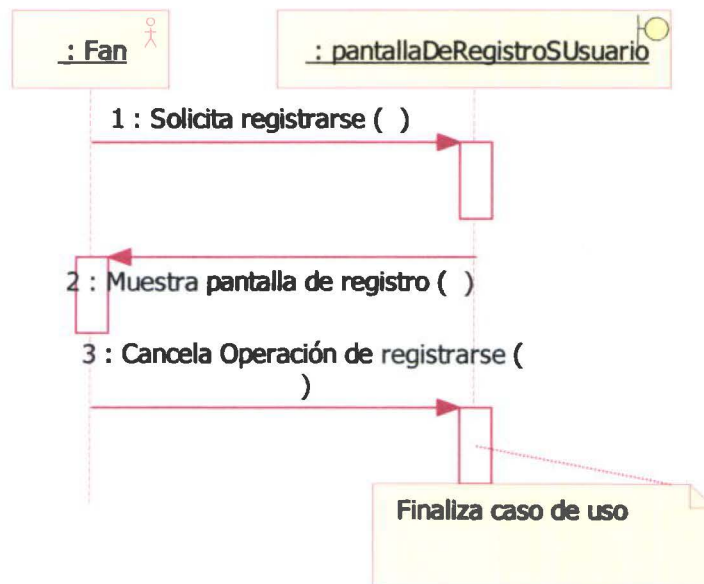 : Fan
: pantallaDeRegistroSUsuario
1 : Solicita registrarse ( )
2 : Muestra pantalla de registro ( )
3 : Cancela Operación de registrarse (
)
Finaliza caso de uso